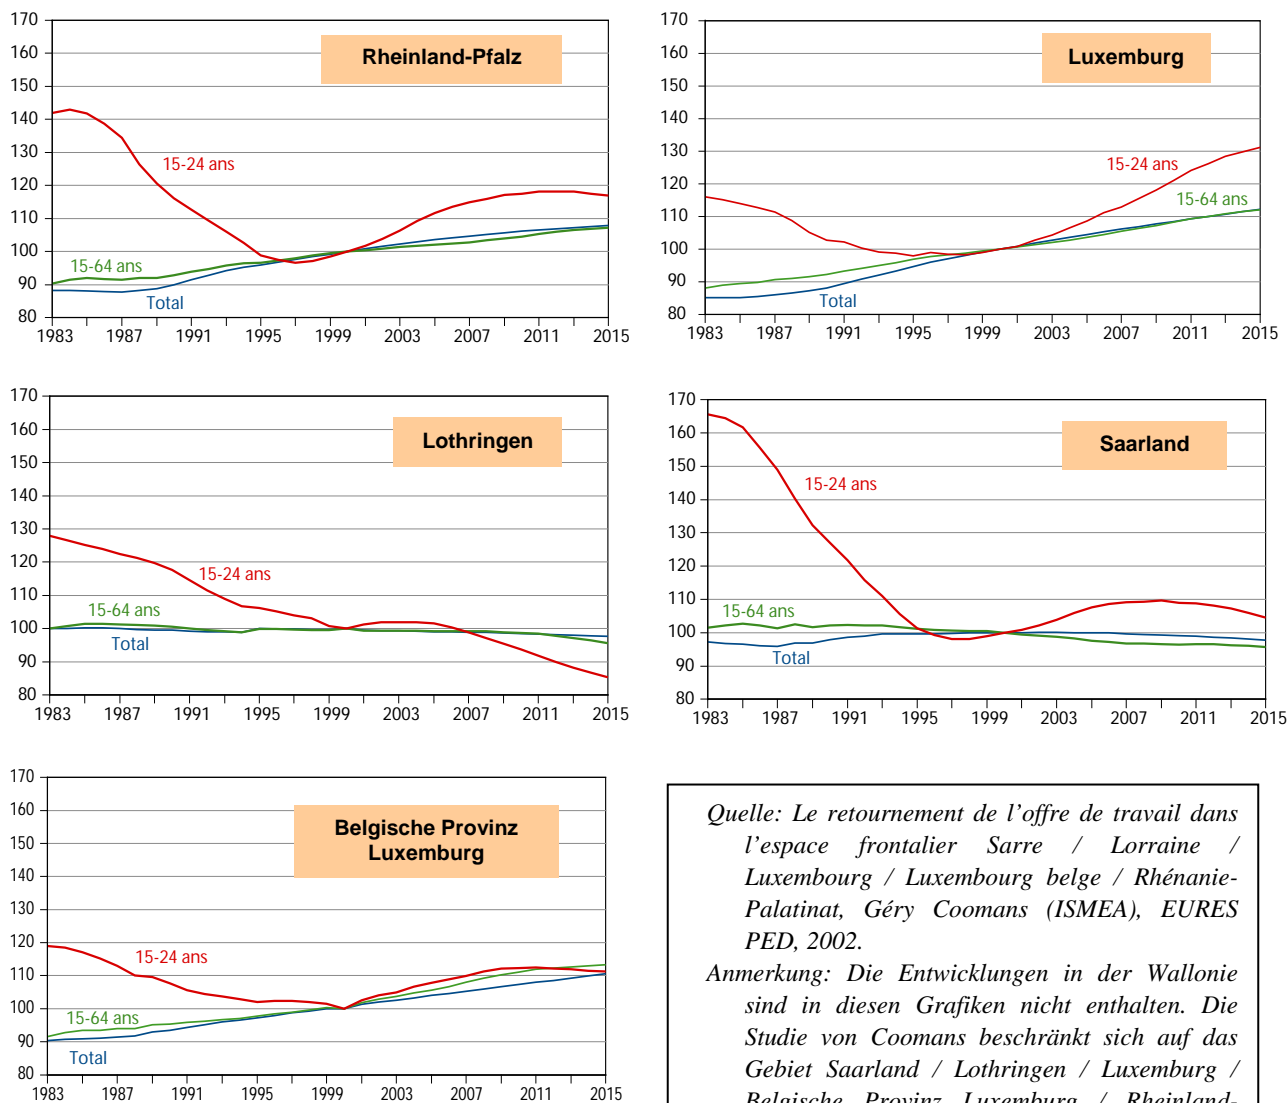 170
160
150
140
130
120
110
100
90
80
Rheinland-Pfalz
15-24 ans
15-64 ans
Total
1983 1987 1991 1995 1999 2003 2007 2011 2015
170
160
150
140
130
120
110
100
90
80
Luxemburg
15-24 ans
15-64 ans
Total
1983 1987 1991 1995 1999 2003 2007 2011 2015
170
160
150
140
130
120
110
100
90
80
Lothringen
15-24 ans
15-64 ans
Total
1983 1987 1991 1995 1999 2003 2007 2011 2015
170
160
150
140
130
120
110
100
90
80
Saarland
15-24 ans
15-64 ans
Total
1983 1987 1991 1995 1999 2003 2007 2011 2015
170
160
150
140
130
120
110
100
90
80
Belgische Provinz
Luxemburg
15-24 ans
15-64 ans
Total
1983 1987 1991 1995 1999 2003 2007 2011 2015
Quelle: Le retournement de l’offre de travail dans
l’espace frontalier Sarre / Lorraine /
Luxembourg / Luxembourg belge / Rhénanie-
Palatinat, Géry Coomans (ISMEA), EURES
PED, 2002.
Anmerkung: Die Entwicklungen in der Wallonie
sind in diesen Grafiken nicht enthalten. Die
Studie von Coomans beschränkt sich auf das
Gebiet Saarland / Lothringen / Luxemburg /
Belgische Provinz Luxemburg / Rheinland-